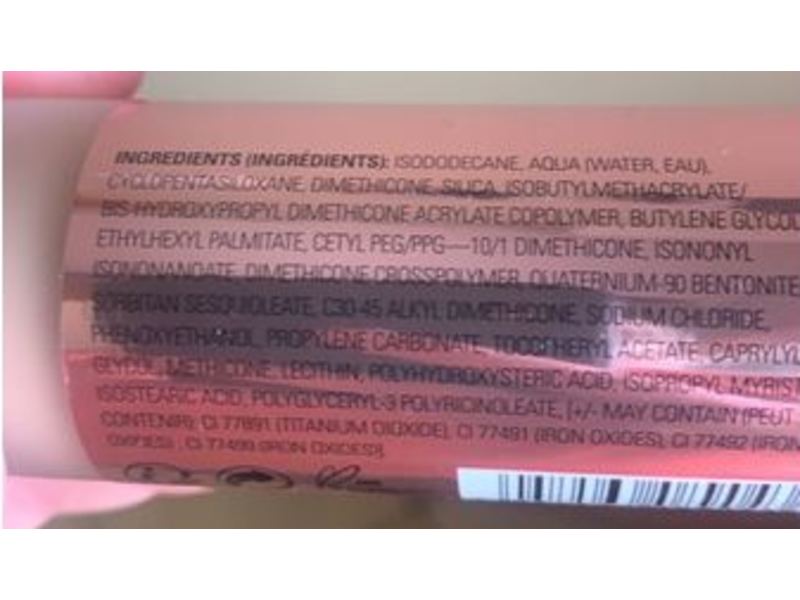 INGREDIENTS (INGRÉDIENTS): ISODODECANE, AQUA (WATER, EAU),
CYCLOPENTASILOXANE, DIMETHICONE, SILICA, ISOBUTYLMETHACRYLATE/
BIS-HYDROXYPROPYL DIMETHICONE ACRYLATE COPOLYMER, BUTYLENE GLYCOL
ETHYLHEXYL PALMITATE, CETYL PEG/PPG—10/1 DIMETHICONE, ISONONYL
ISONONANOATE, DIMETHICONE CROSSPOLYMER, QUATERNIUM-90 BENTONITE
SORBITAN SESQUIOLEATE, C30-45 ALKYL DIMETHICONE, SODIUM CHLORIDE,
PHENOXYETHANOL, PROPYLENE CARBONATE, TOCOPHERYL ACETATE, CAPRYLYL
GLYCOL, METHICONE, LECITHIN, POLYHYDROXYSTERIC ACID, ISOPROPYL MYRIST
ISOSTEARIC ACID, POLYGLYCERYL-3 POLYRICINOLEATE, [+/- MAY CONTAIN (PEUT
CONTENIR): CI 77891 (TITANIUM DIOXIDE), CI 77491 (IRON OXIDES), CI 77492 (IRON
OXIDES), CI 77499 (IRON OXIDES)].